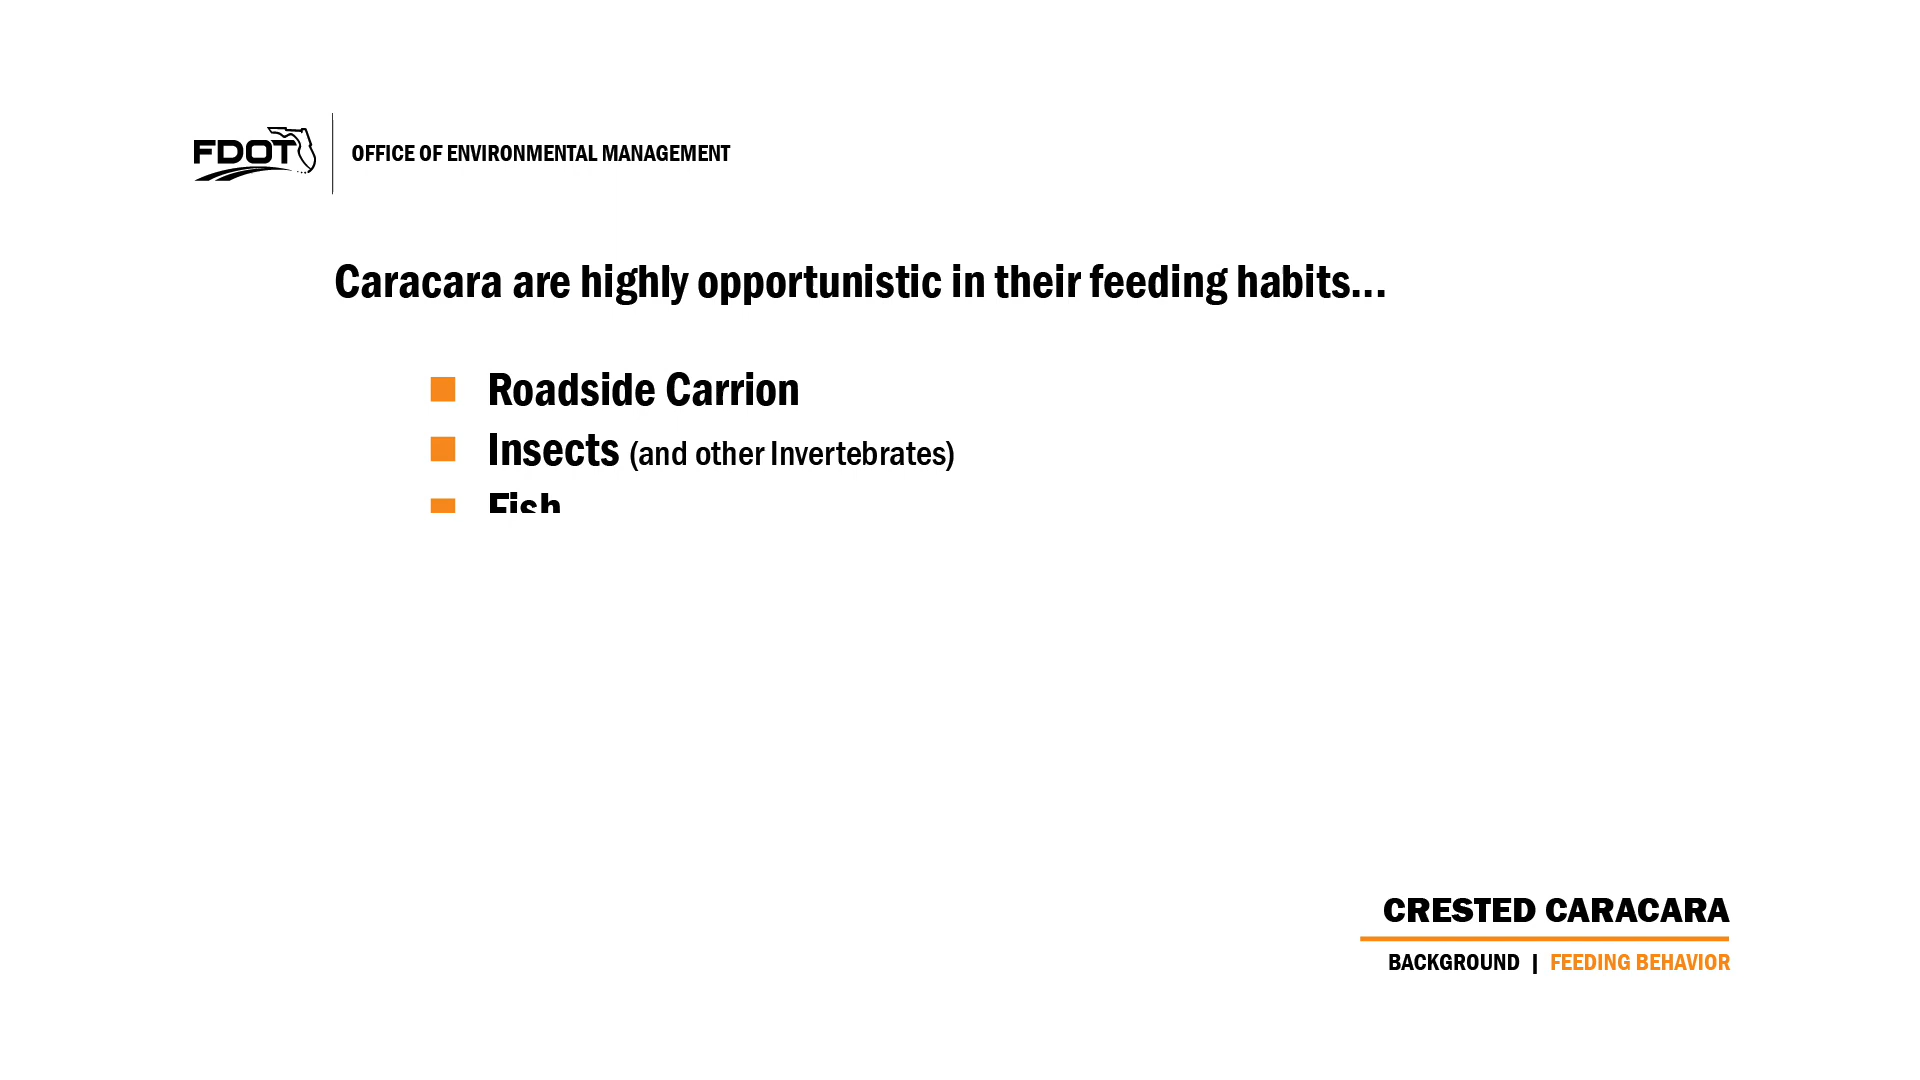 FDOT
OFFICE OF ENVIRONMENTAL MANAGEMENT
Caracara are highly opportunistic in their feeding habits...
Roadside Carrion
Insects (and other Invertebrates)
Fish
CRESTED CARACARA
BACKGROUND | FEEDING BEHAVIOR